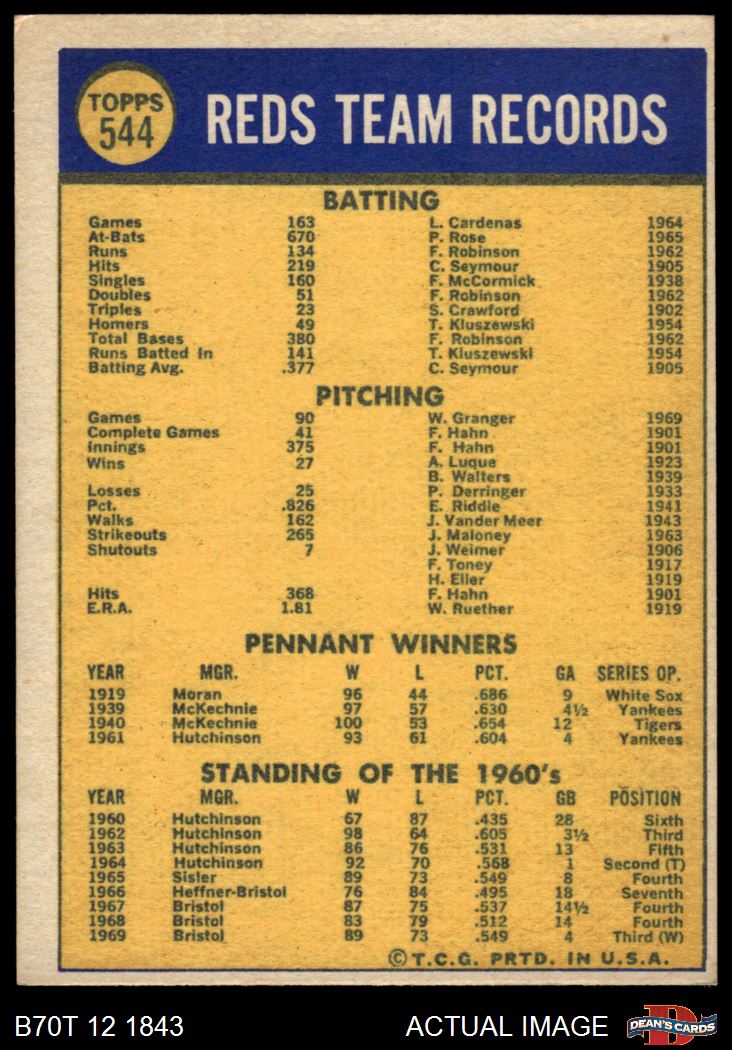 TOPPS
544
REDS TEAM RECORDS
BATTING
Games 163 L. Cardenas 1964
At-Bats 670 P. Rose 1965
Runs 134 F. Robinson 1962
Hits 219 C. Seymour 1905
Singles 160 F. McCormick 1938
Doubles 51 F. Robinson 1962
Triples 23 S. Crawford 1902
Homers 49 T. Kluszewski 1954
Total Bases 380 F. Robinson 1962
Runs Batted In 141 T. Kluszewski 1954
Batting Avg. .377 C. Seymour 1905
PITCHING
Games 90 W. Granger 1969
Complete Games 41 F. Hahn 1901
Innings 375 F. Hahn 1901
Wins 27 A. Luque 1923
B. Walters 1939
Losses 25 P. Derringer 1933
Pct. .826 E. Riddle 1941
Walks 162 J. Vander Meer 1943
Strikeouts 265 J. Maloney 1963
Shutouts 7 J. Weimer 1906
F. Toney 1917
H. Eller 1919
Hits 368 F. Hahn 1901
E.R.A. 1.81 W. Ruether 1919
PENNANT WINNERS
YEAR MGR. W L PCT. GA SERIES OP.
1919 Moran 96 44 .686 9 White Sox
1939 McKechnie 97 57 .630 4½ Yankees
1940 McKechnie 100 53 .654 12 Tigers
1961 Hutchinson 93 61 .604 4 Yankees
STANDING OF THE 1960's
YEAR MGR. W L PCT. GB POSITION
1960 Hutchinson 67 87 .435 28 Sixth
1962 Hutchinson 98 64 .605 3½ Third
1963 Hutchinson 86 76 .531 13 Fifth
1964 Hutchinson 92 70 .568 1 Second (T)
1965 Sisler 89 73 .549 8 Fourth
1966 Heffner-Bristol 76 84 .495 18 Seventh
1967 Bristol 87 75 .537 14½ Fourth
1968 Bristol 83 79 .512 14 Fourth
1969 Bristol 89 73 .549 4 Third (W)
©T.C.G. PRTD. IN U.S.A.
B70T 12 1843 ACTUAL IMAGE DEAN'S CARDS